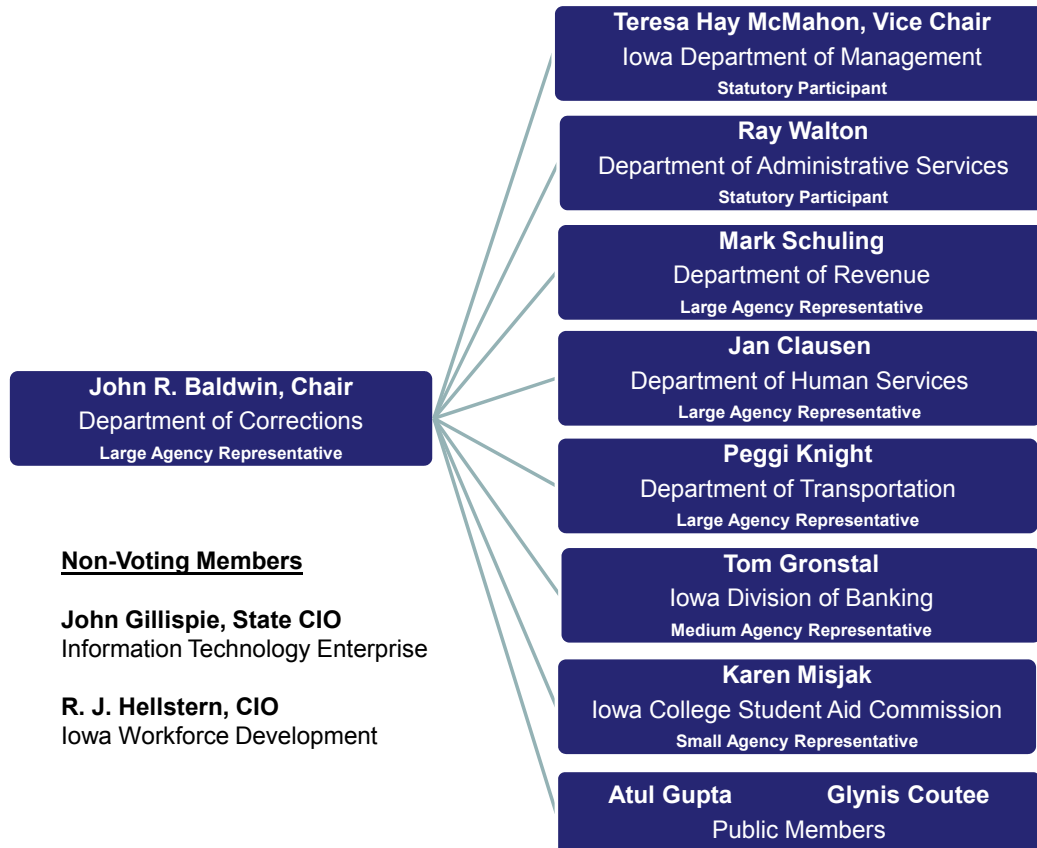 Teresa Hay McMahon, Vice Chair
Iowa Department of Management
Statutory Participant
Ray Walton
Department of Administrative Services
Statutory Participant
Mark Schuling
Department of Revenue
Large Agency Representative
Jan Clausen
Department of Human Services
Large Agency Representative
John R. Baldwin, Chair
Department of Corrections
Large Agency Representative
Peggi Knight
Department of Transportation
Large Agency Representative
Tom Gronstal
Iowa Division of Banking
Medium Agency Representative
Karen Misjak
Iowa College Student Aid Commission
Small Agency Representative
Atul Gupta Glynis Coutee
Public Members
Non-Voting Members
John Gillispie, State CIO
Information Technology Enterprise
R. J. Hellstern, CIO
Iowa Workforce Development